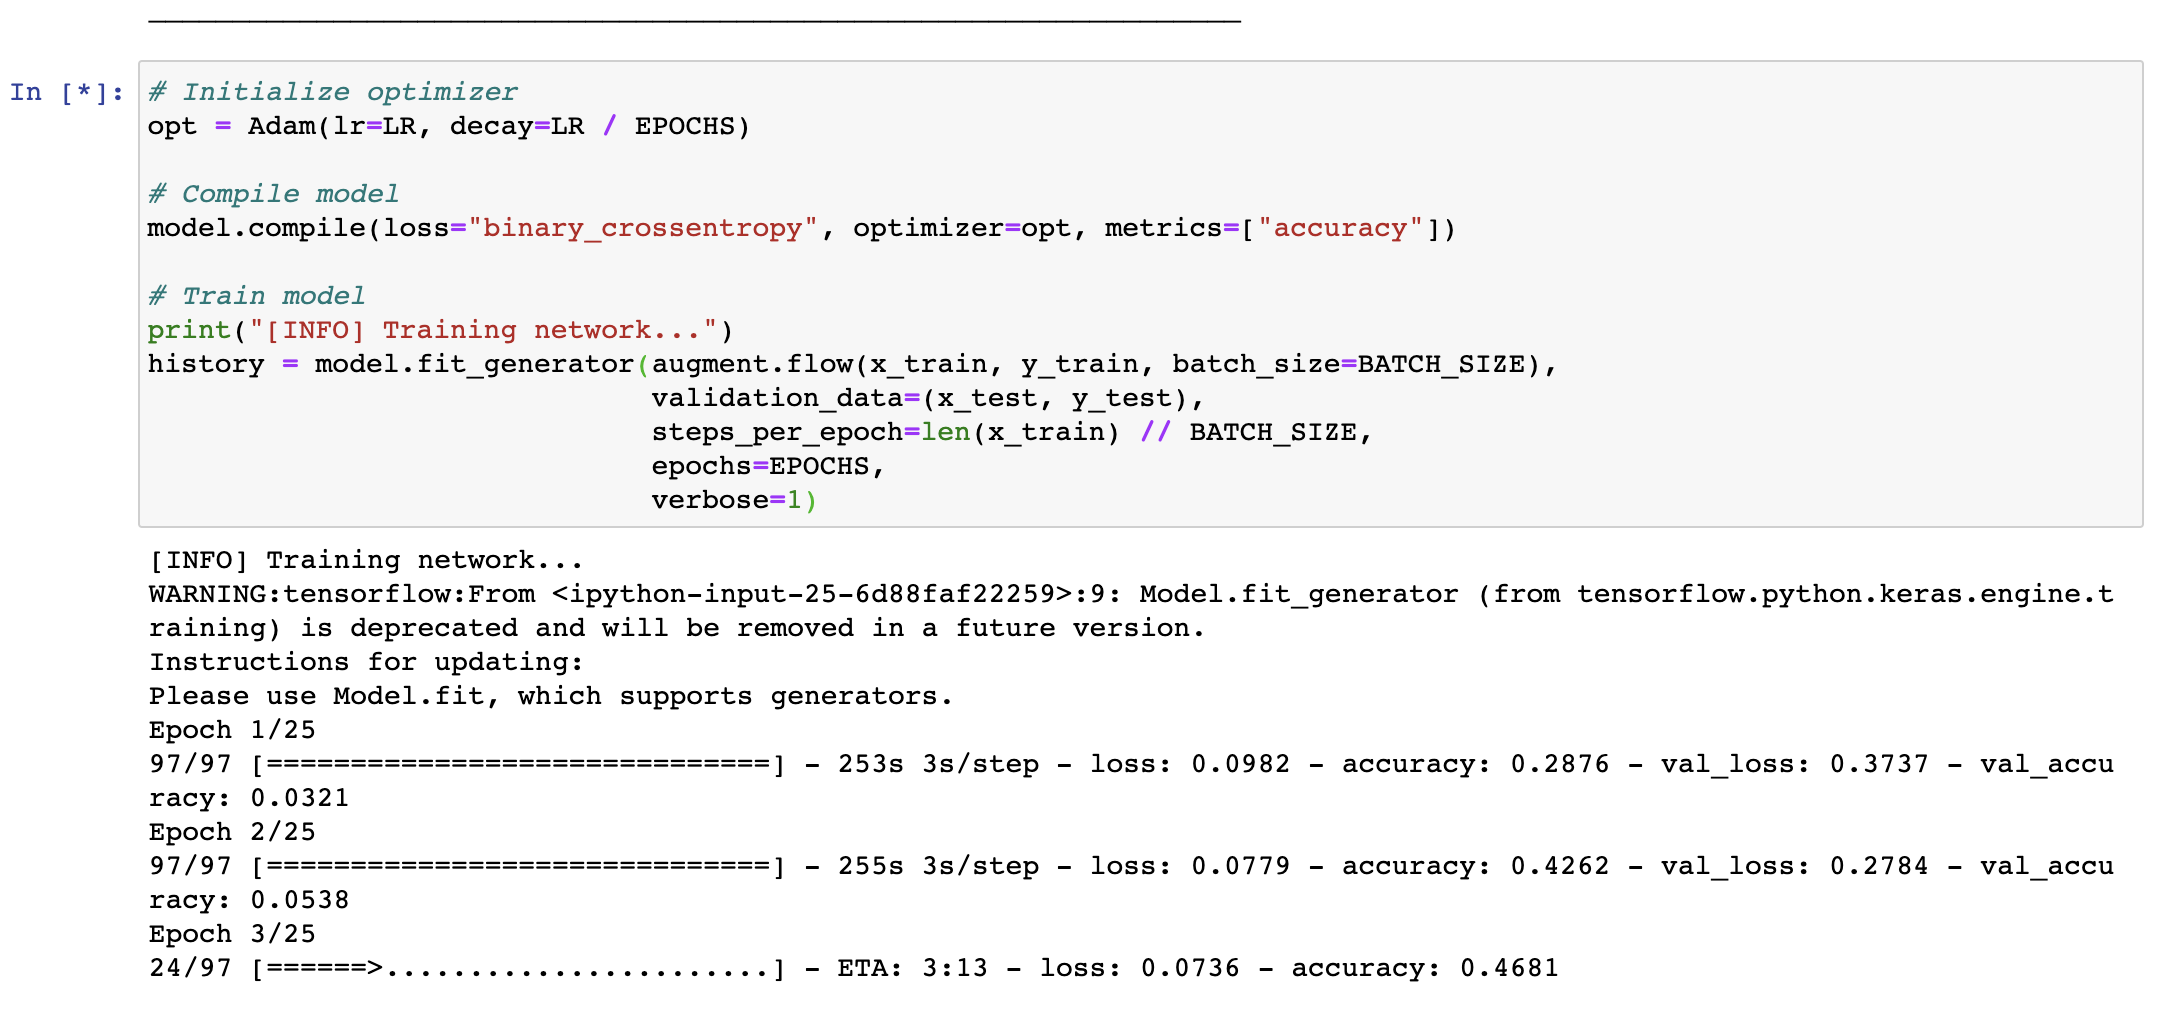 In [*]:
# Initialize optimizer
opt = Adam(lr=LR, decay=LR / EPOCHS)
# Compile model
model.compile(loss="binary_crossentropy", optimizer=opt, metrics=["accuracy"])
# Train model
print("[INFO] Training network...")
history = model.fit_generator(augment.flow(x_train, y_train, batch_size=BATCH_SIZE),
validation_data=(x_test, y_test),
steps_per_epoch=len(x_train) // BATCH_SIZE,
epochs=EPOCHS,
verbose=1)
[INFO] Training network...
WARNING:tensorflow:From <ipython-input-25-6d88faf22259>:9: Model.fit_generator (from tensorflow.python.keras.engine.t
raining) is deprecated and will be removed in a future version.
Instructions for updating:
Please use Model.fit, which supports generators.
Epoch 1/25
97/97 [==============================] - 253s 3s/step - loss: 0.0982 - accuracy: 0.2876 - val_loss: 0.3737 - val_accu
racy: 0.0321
Epoch 2/25
97/97 [==============================] - 255s 3s/step - loss: 0.0779 - accuracy: 0.4262 - val_loss: 0.2784 - val_accu
racy: 0.0538
Epoch 3/25
24/97 [======>.......................] - ETA: 3:13 - loss: 0.0736 - accuracy: 0.4681